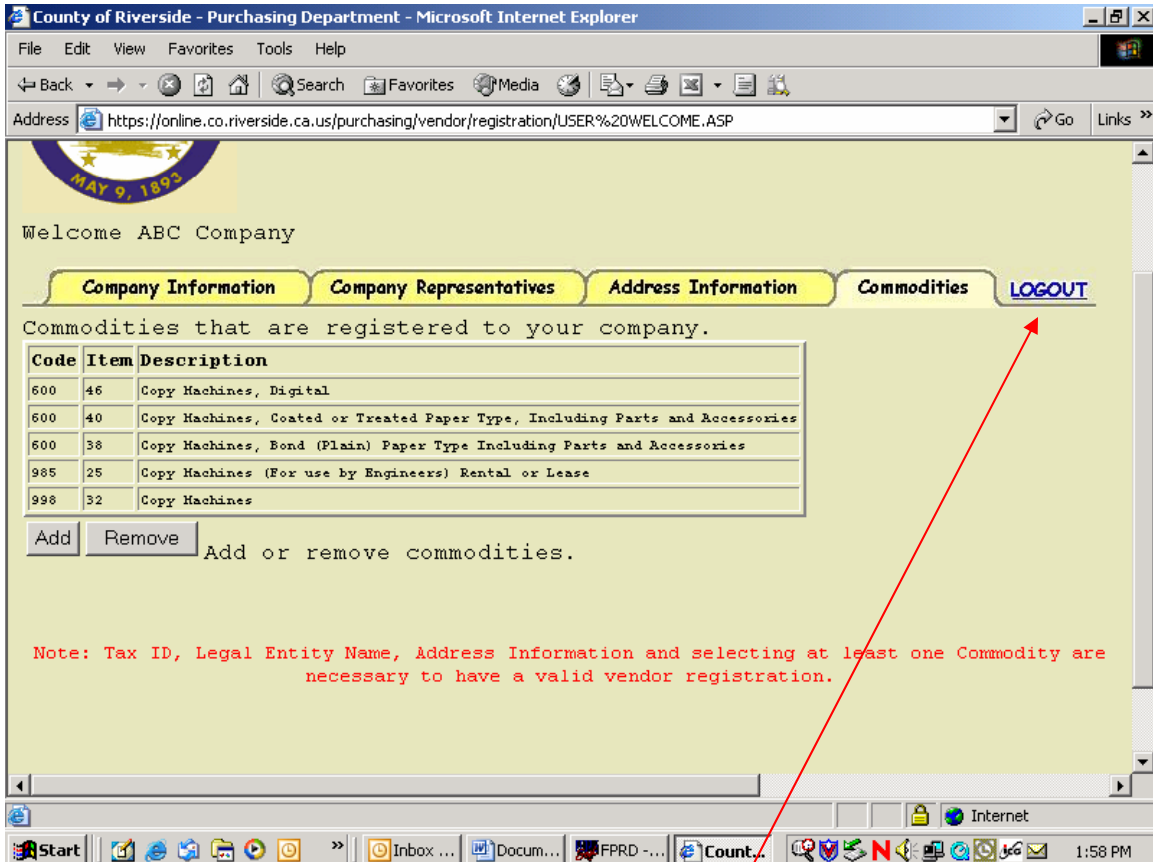 County of Riverside - Purchasing Department - Microsoft Internet Explorer
File Edit View Favorites Tools Help
Back Search Favorites Media
Address https://online.co.riverside.ca.us/purchasing/vendor/registration/USER%20WELCOME.ASP Go Links »
MAY 9, 1893
Welcome ABC Company
Company Information Company Representatives Address Information Commodities LOGOUT
Commodities that are registered to your company.
Code Item Description
600 46 Copy Machines, Digital
600 40 Copy Machines, Coated or Treated Paper Type, Including Parts and Accessories
600 38 Copy Machines, Bond (Plain) Paper Type Including Parts and Accessories
985 25 Copy Machines (For use by Engineers) Rental or Lease
998 32 Copy Machines
Add Remove Add or remove commodities.
Note: Tax ID, Legal Entity Name, Address Information and selecting at least one Commodity are
necessary to have a valid vendor registration.
Internet
Start » Inbox ... Docum... FPRD -... Count... 1:58 PM